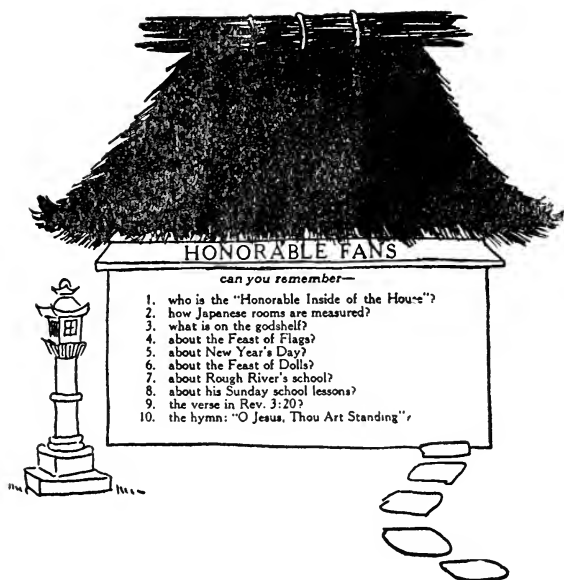 HONORABLE FANS
can you remember—
1. who is the "Honorable Inside of the House"?
2. how Japanese rooms are measured?
3. what is on the godshelf?
4. about the Feast of Flags?
5. about New Year's Day?
6. about the Feast of Dolls?
7. about Rough River's school?
8. about his Sunday school lessons?
9. the verse in Rev. 3:20?
10. the hymn: "O Jesus, Thou Art Standing"?